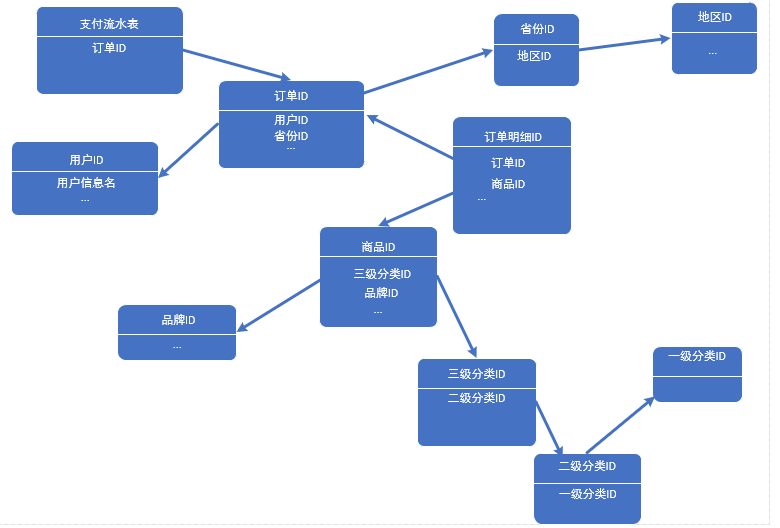 支付流水表
订单ID
省份ID
地区ID
地区ID
...
订单ID
用户ID
省份ID
...
订单明细ID
订单ID
商品ID
...
用户ID
用户信息名
...
商品ID
三级分类ID
品牌ID
...
品牌ID
...
三级分类ID
二级分类ID
一级分类ID
二级分类ID
一级分类ID